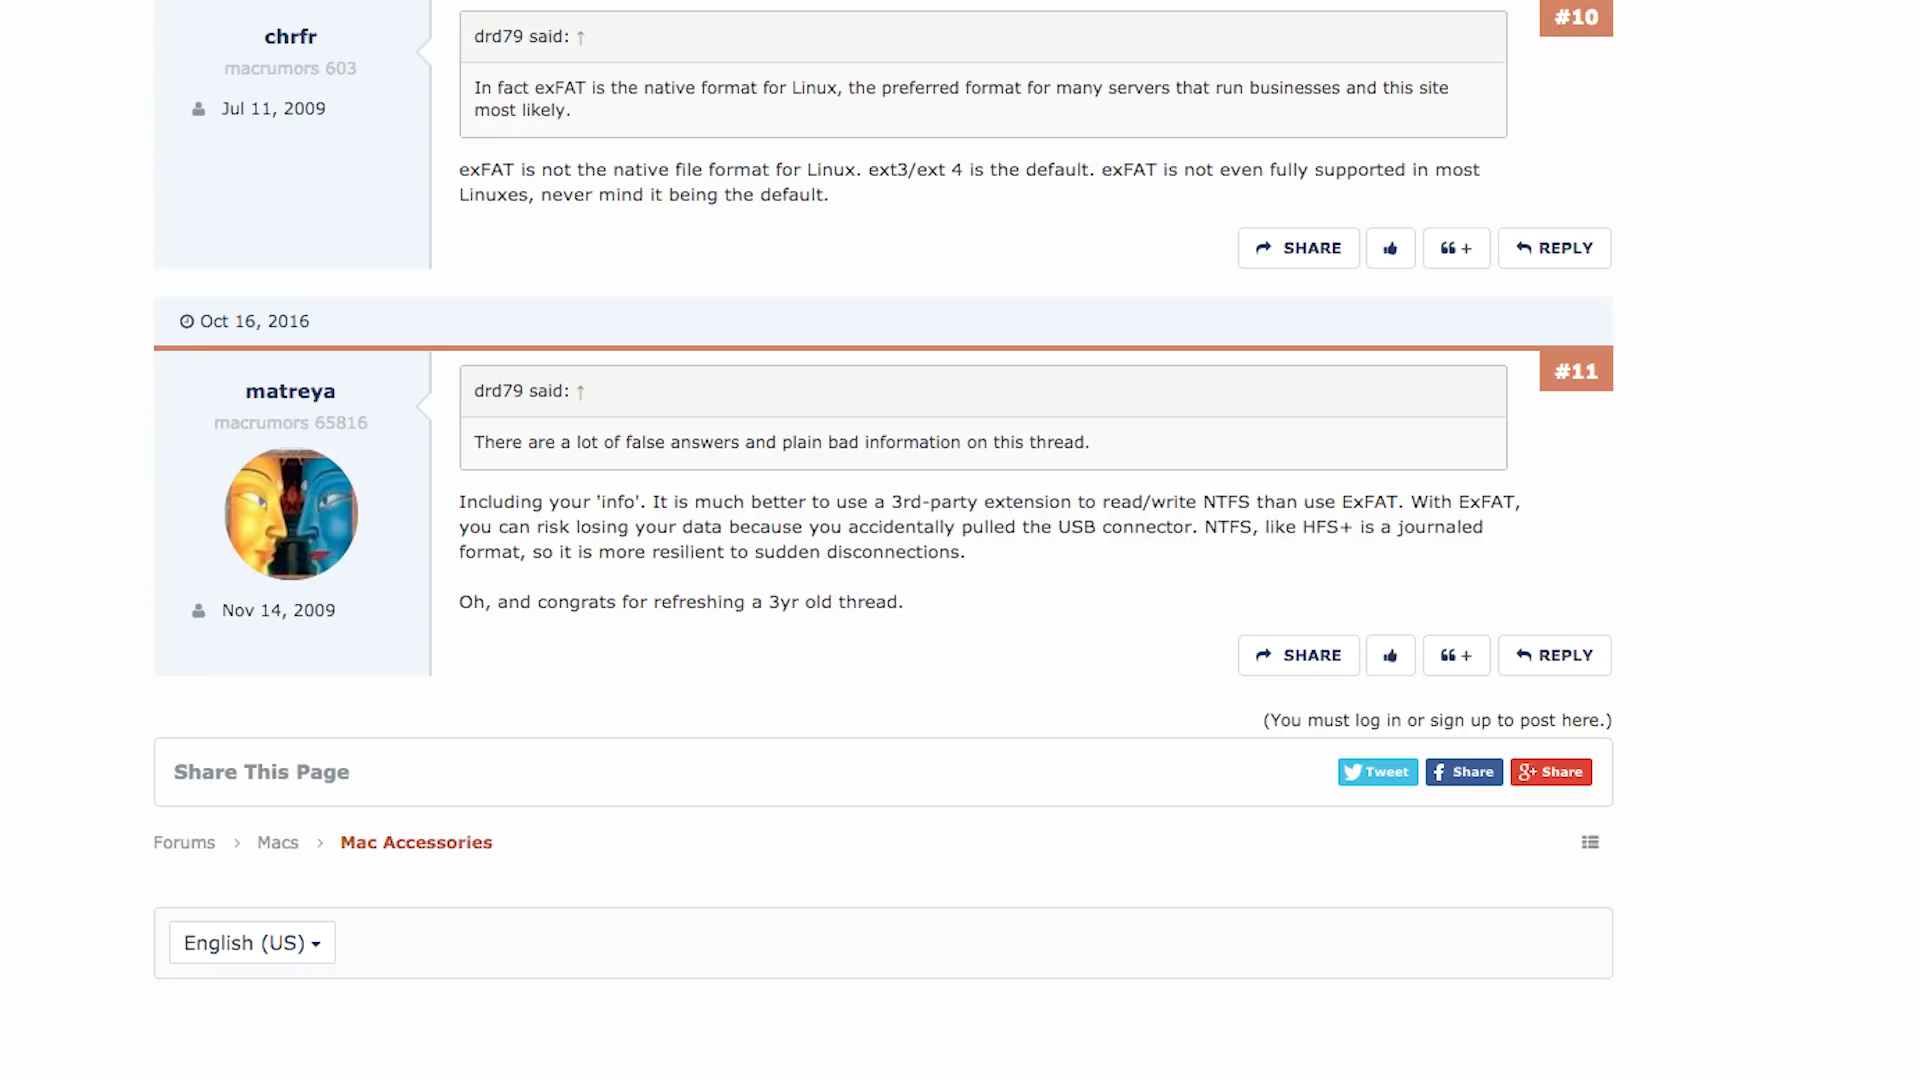 chrfr
macrumors 603
Jul 11, 2009
#10
drd79 said: ↑
In fact exFAT is the native format for Linux, the preferred format for many servers that run businesses and this site
most likely.
exFAT is not the native file format for Linux. ext3/ext 4 is the default. exFAT is not even fully supported in most
Linuxes, never mind it being the default.
SHARE
+
REPLY
Oct 16, 2016
matreya
macrumors 65816
Nov 14, 2009
#11
drd79 said: ↑
There are a lot of false answers and plain bad information on this thread.
Including your 'info'. It is much better to use a 3rd-party extension to read/write NTFS than use ExFAT. With ExFAT,
you can risk losing your data because you accidentally pulled the USB connector. NTFS, like HFS+ is a journaled
format, so it is more resilient to sudden disconnections.
Oh, and congrats for refreshing a 3yr old thread.
SHARE
+
REPLY
(You must log in or sign up to post here.)
Share This Page
Tweet
Share
g+ Share
Forums > Macs > Mac Accessories
English (US)